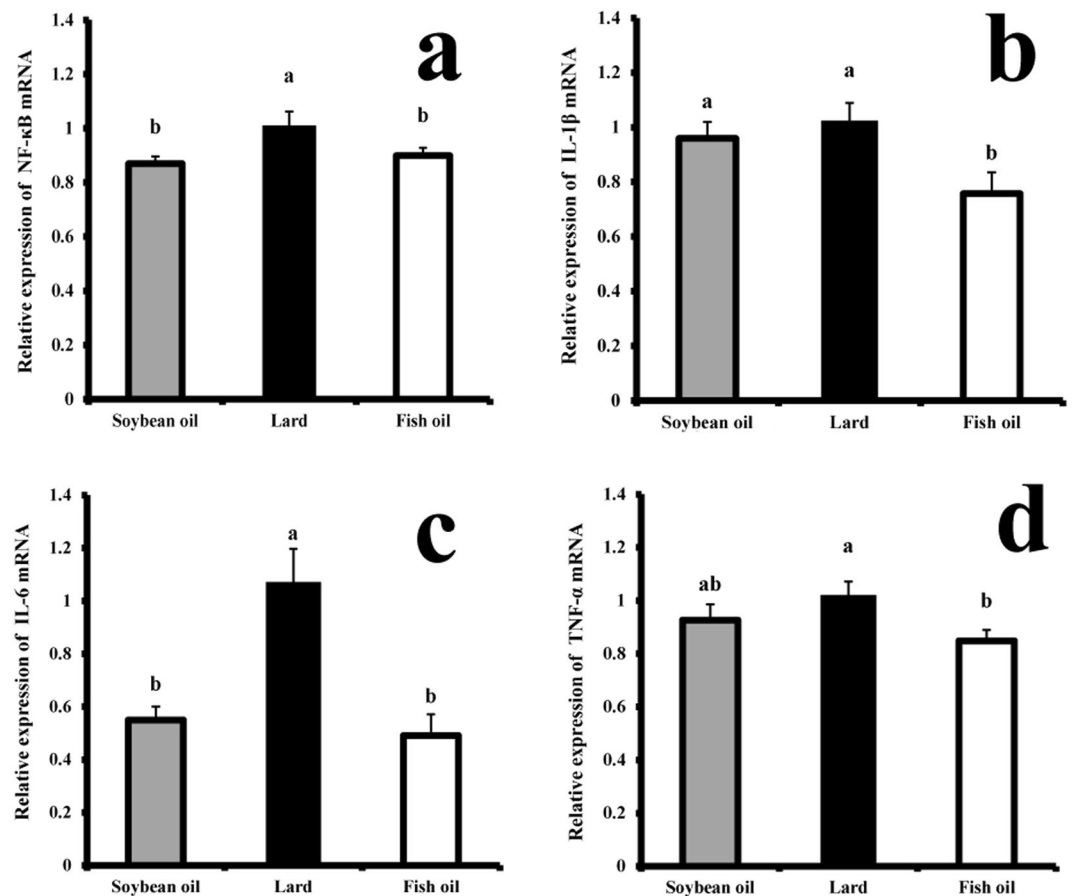 a
Relative expression of NF-κB mRNA
1.4
1.2
1
0.8
0.6
0.4
0.2
0
b
a
b
Soybean oil
Lard
Fish oil
b
Relative expression of IL-1β mRNA
1.4
1.2
1
0.8
0.6
0.4
0.2
0
a
a
b
Soybean oil
Lard
Fish oil
c
Relative expression of IL-6 mRNA
1.4
1.2
1
0.8
0.6
0.4
0.2
0
b
a
b
Soybean oil
Lard
Fish oil
d
Relative expression of TNF-α mRNA
1.4
1.2
1
0.8
0.6
0.4
0.2
0
ab
a
b
Soybean oil
Lard
Fish oil